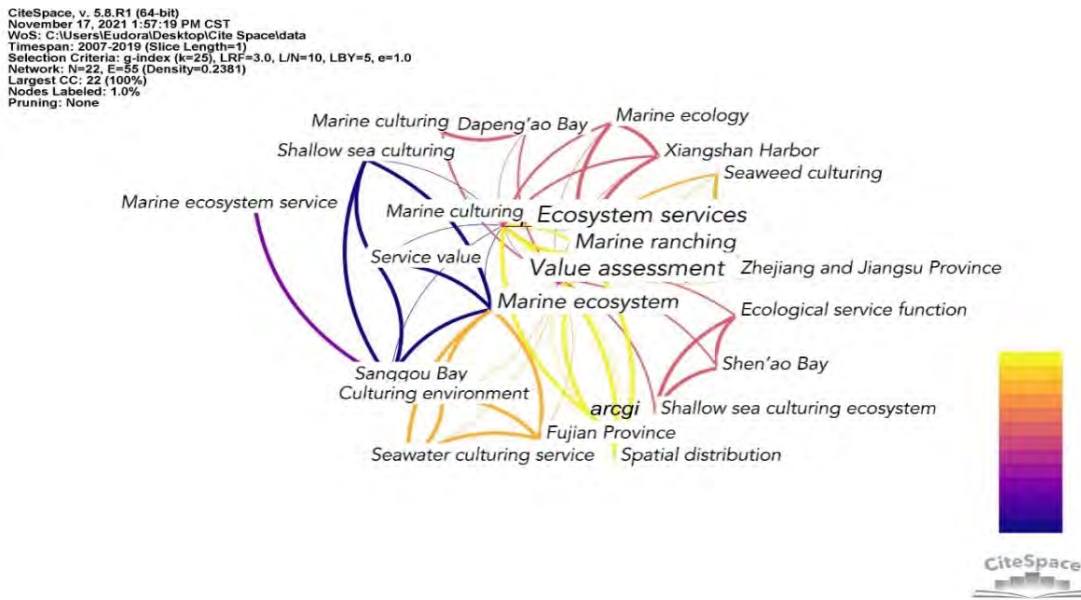 CiteSpace, v. 5.8.R1 (64-bit)
November 17, 2021 1:57:19 PM CST
WoS: C:\Users\Eudora\Desktop\Cite Space\data
Timespan: 2007-2019 (Slice Length=1)
Selection Criteria: g-index (k=25), LRF=3.0, L/N=10, LBY=5, e=1.0
Network: N=22, E=55 (Density=0.2381)
Largest CC: 22 (100%)
Nodes Labeled: 1.0%
Pruning: None
Marine ecology
Marine culturing
Dapeng'ao Bay
Shallow sea culturing
Xiangshan Harbor
Seaweed culturing
Marine ecosystem service
Marine culturing
Ecosystem services
Marine ranching
Service value
Value assessment
Zhejiang and Jiangsu Province
Marine ecosystem
Ecological service function
Shen'ao Bay
Sanggou Bay
Culturing environment
arcgi
Shallow sea culturing ecosystem
Fujian Province
Seawater culturing service
Spatial distribution
CiteSpace